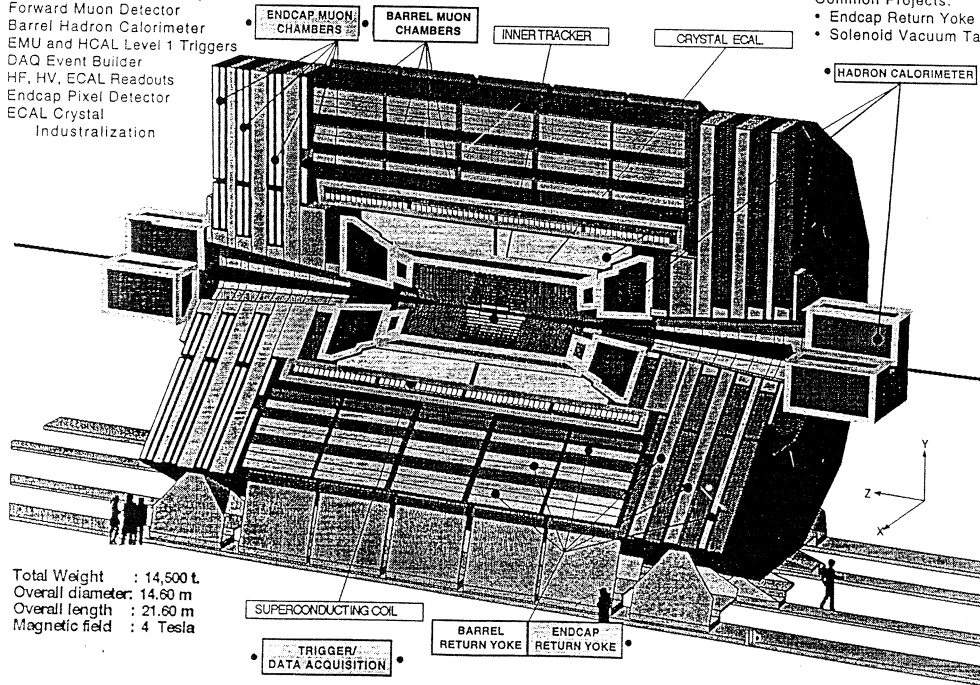 Forward Muon Detector
Barrel Hadron Calorimeter
EMU and HCAL Level 1 Triggers
DAQ Event Builder
HF, HV, ECAL Readouts
Endcap Pixel Detector
ECAL Crystal
Industralization
• ENDCAP MUON •
CHAMBERS
BARREL MUON
CHAMBERS
INNER TRACKER
CRYSTAL ECAL
Common Projects:
• Endcap Return Yoke
• Solenoid Vacuum Ta
• HADRON CALORIMETER
Y
Z
X
Total Weight : 14,500 t.
Overall diameter: 14.60 m
Overall length : 21.60 m
Magnetic field : 4 Tesla
SUPERCONDUCTING COIL
• TRIGGER/ •
DATA ACQUISITION
BARREL
RETURN YOKE
ENDCAP
RETURN YOKE •